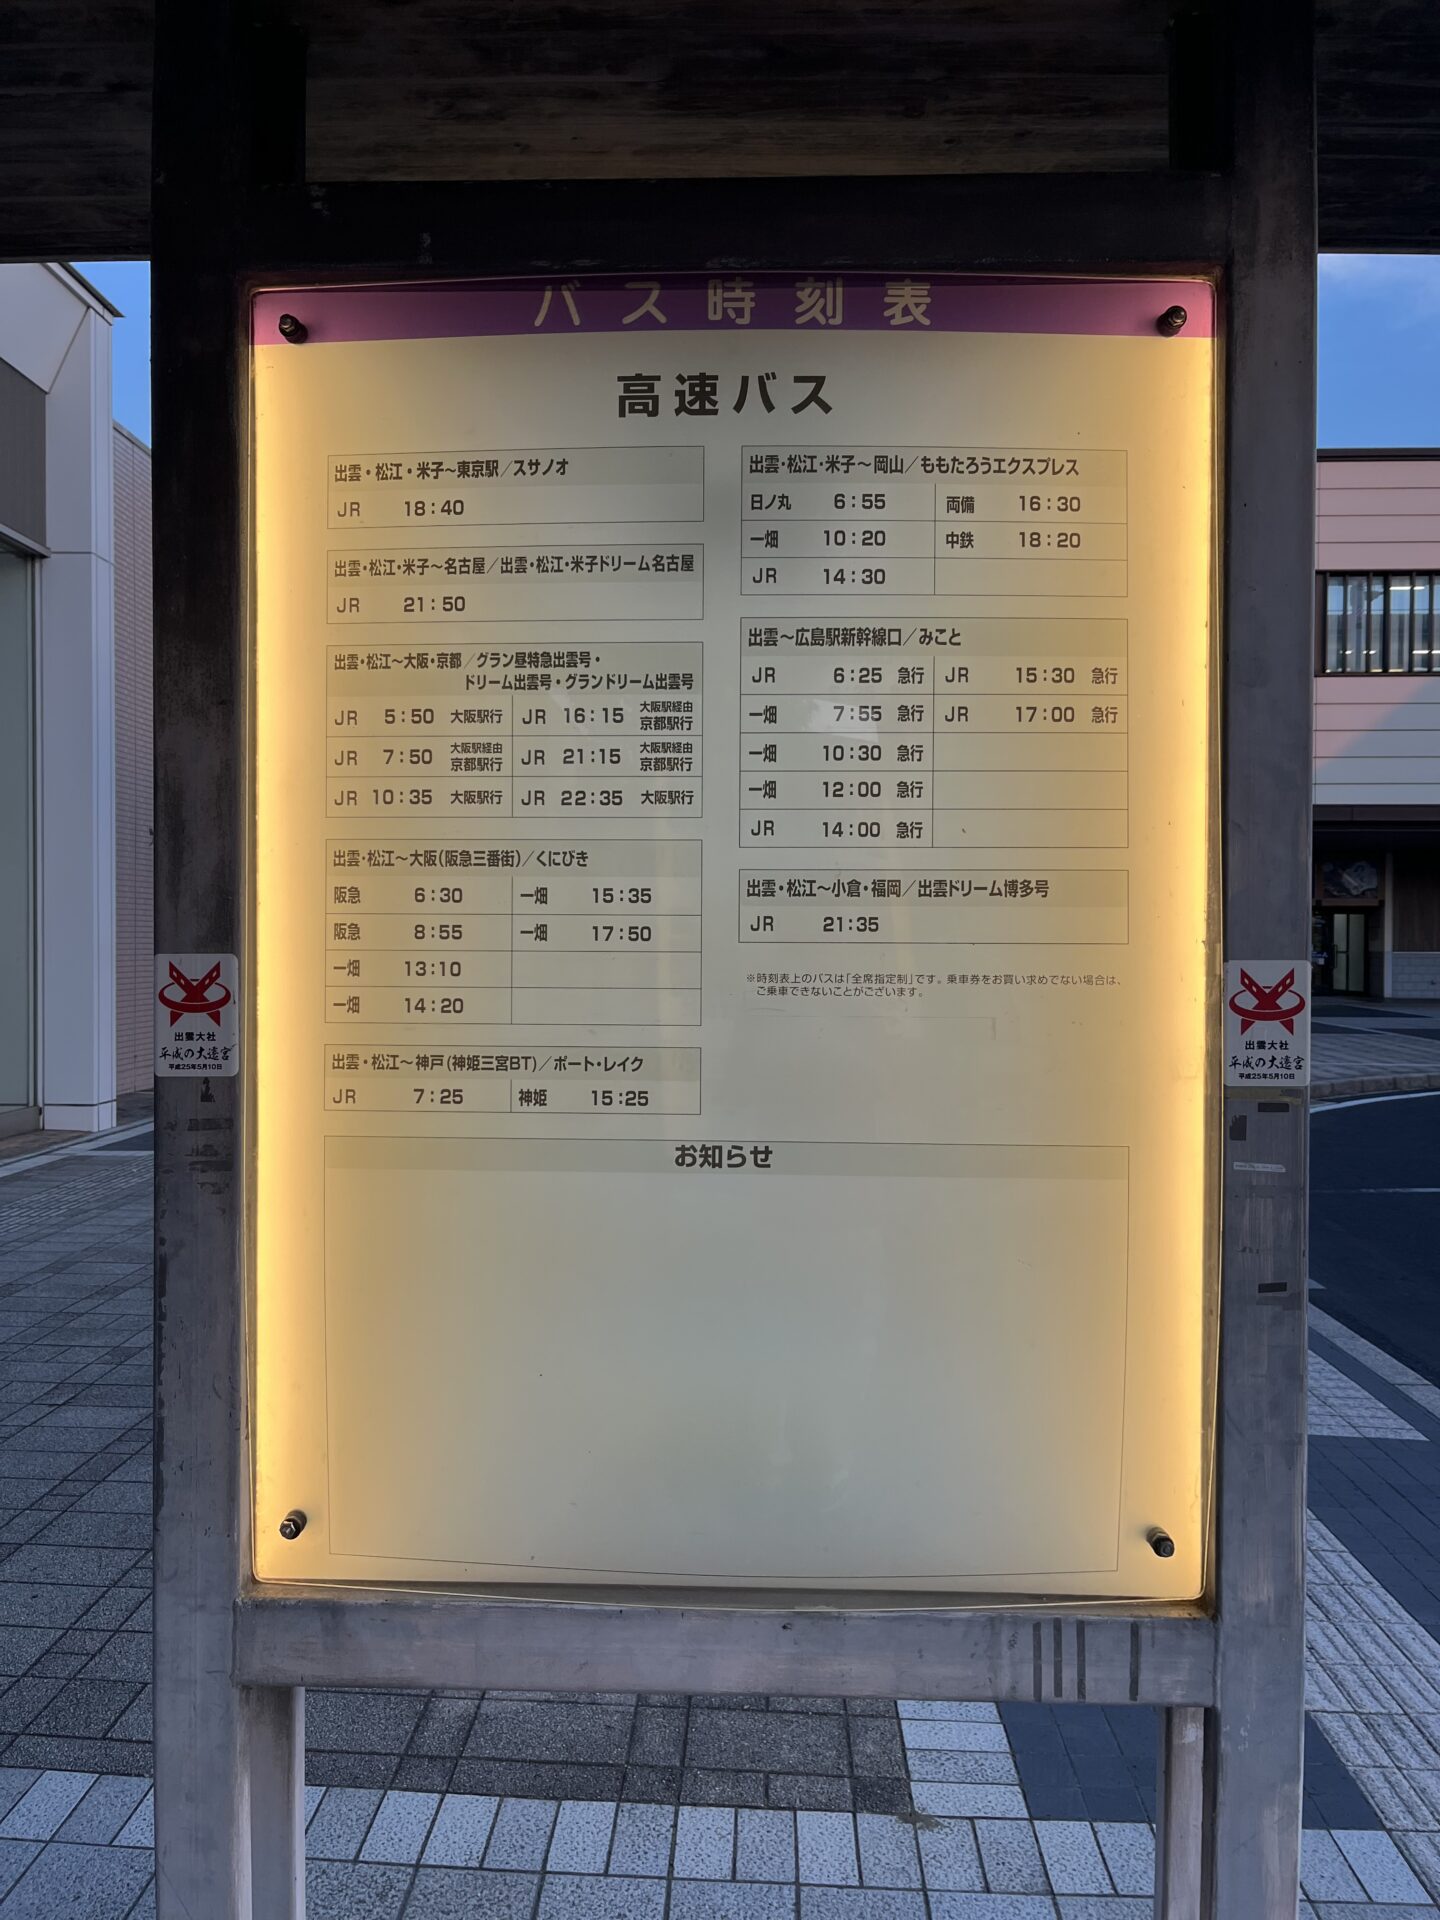 バス時刻表
高速バス
出雲・松江・米子～東京駅／スサノオ
JR 18:40
出雲・松江・米子～名古屋／出雲・松江・米子ドリーム名古屋
JR 21:50
出雲・松江～大阪・京都／グラン昼特急出雲号・
ドリーム出雲号・グランドリーム出雲号
JR 5:50 大阪駅行 JR 16:15 大阪駅経由 京都駅行
JR 7:50 大阪駅経由 京都駅行 JR 21:15 大阪駅経由 京都駅行
JR 10:35 大阪駅行 JR 22:35 大阪駅行
出雲・松江～大阪(阪急三番街)／くにびき
阪急 6:30 一畑 15:35
阪急 8:55 一畑 17:50
一畑 13:10
一畑 14:20
出雲・松江～神戸(神姫三宮BT)／ポート・レイク
JR 7:25 神姫 15:25
出雲・松江・米子～岡山／ももたろうエクスプレス
日ノ丸 6:55 両備 16:30
一畑 10:20 中鉄 18:20
JR 14:30
出雲～広島駅新幹線口／みこと
JR 6:25 急行 JR 15:30 急行
一畑 7:55 急行 JR 17:00 急行
一畑 10:30 急行
一畑 12:00 急行
JR 14:00 急行
出雲・松江～小倉・福岡／出雲ドリーム博多号
JR 21:35
※時刻表上のバスは「全席指定制」です。乗車券をお買い求めでない場合は、
ご乗車できないことがございます。
お知らせ
出雲大社
平成の大遷宮
平成25年5月10日
出雲大社
平成の大遷宮
平成25年5月10日